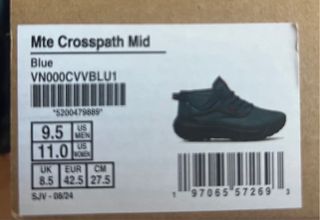 Mte Crosspath Mid
Blue
VN000CVVBLU1
*5200479889*
9.5 US MEN
11.0 US WOMEN
UK EUR CM
8.5 42.5 27.5
SJV - 08/24
1 97065 57269 3